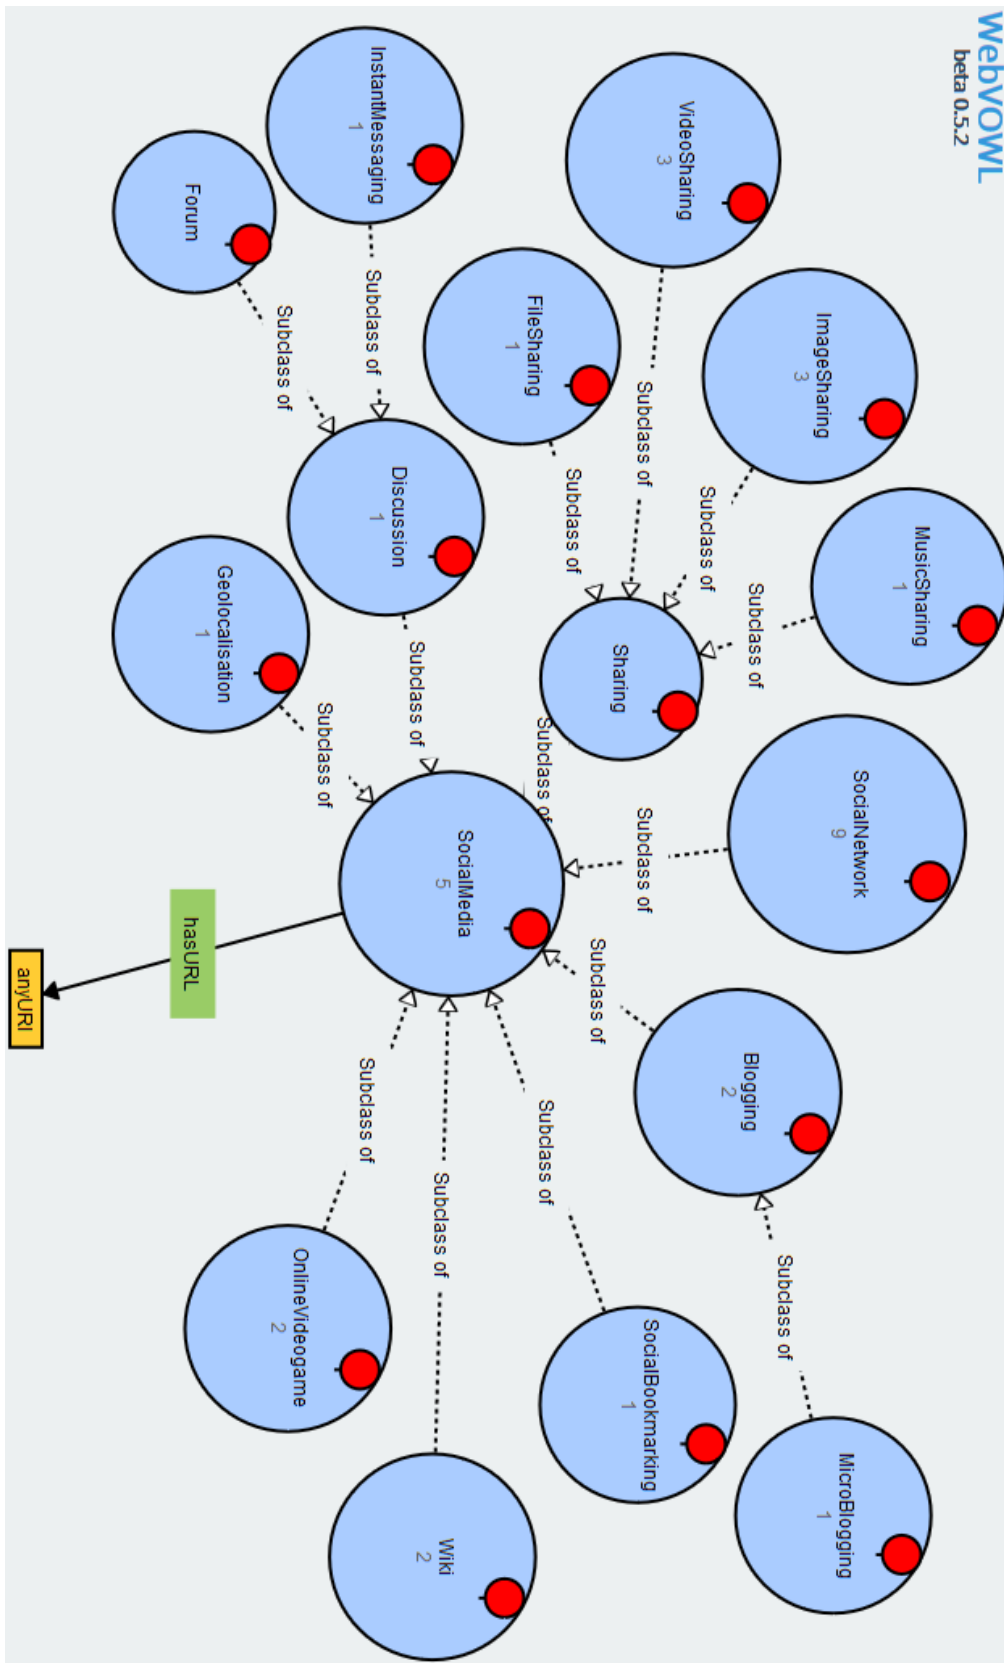 WebVOWL
beta 0.5.2
VideoSharing
3
InstantMessaging
1
Forum
ImageSharing
3
FileSharing
1
MusicSharing
1
Subclass of
Subclass of
Subclass of
Subclass of
Subclass of
Subclass of
Subclass of
Discussion
1
Geolocalisation
1
Sharing
Subclass of
Subclass of
Subclass of
SocialNetwork
9
Subclass of
SocialMedia
5
hasURL
anyURI
Subclass of
Blogging
2
Subclass of
Subclass of
Subclass of
Subclass of
OnlineVideogame
2
SocialBookmarking
1
MicroBlogging
1
Wiki
2